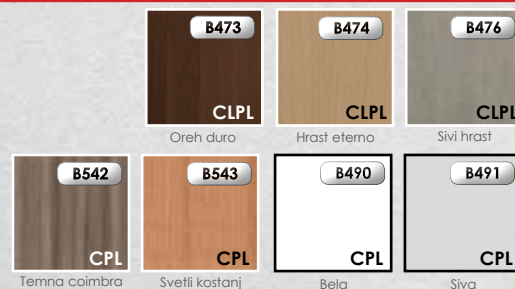 B473 B474 B476
CLPL CLPL CLPL
Oreh duro Hrast eterno Sivi hrast
B542 B543 B490 B491
CPL CPL CPL CPL
Temna coimbra Svetli kostanj Bela Siva